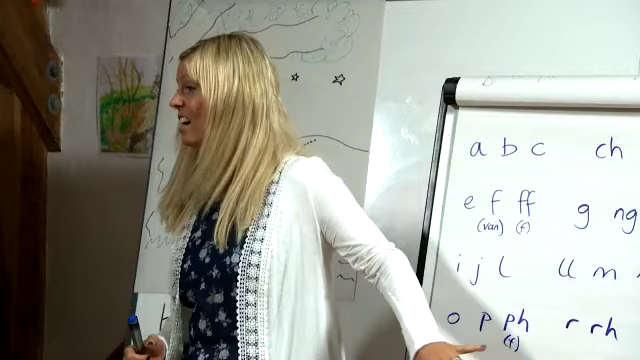 a b c ch
e f ff g ng
(van) (f)
i j l ll m
o p ph r rh
(f)